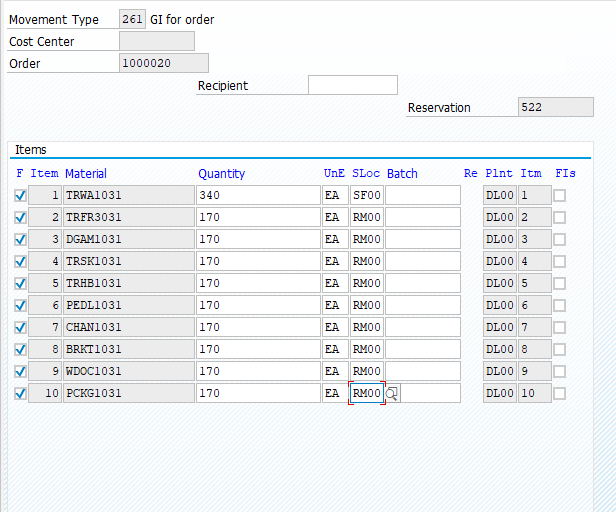 Movement Type 261 GI for order
Cost Center
Order 1000020
Recipient
Reservation 522
Items
F Item Material Quantity UnE SLoc Batch Re Plnt Itm FIs
1 TRWA1031 340 EA SF00 DL00 1
2 TRFR3031 170 EA RM00 DL00 2
3 DGAM1031 170 EA RM00 DL00 3
4 TRSK1031 170 EA RM00 DL00 4
5 TRHB1031 170 EA RM00 DL00 5
6 PEDL1031 170 EA RM00 DL00 6
7 CHAN1031 170 EA RM00 DL00 7
8 BRKT1031 170 EA RM00 DL00 8
9 WDOC1031 170 EA RM00 DL00 9
10 PCKG1031 170 EA RM00 DL00 10